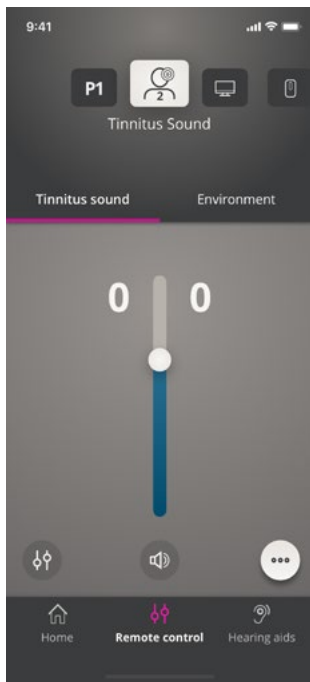 9:41
P1
2
Tinnitus Sound
Tinnitus sound Environment
0 0
Home Remote control Hearing aids